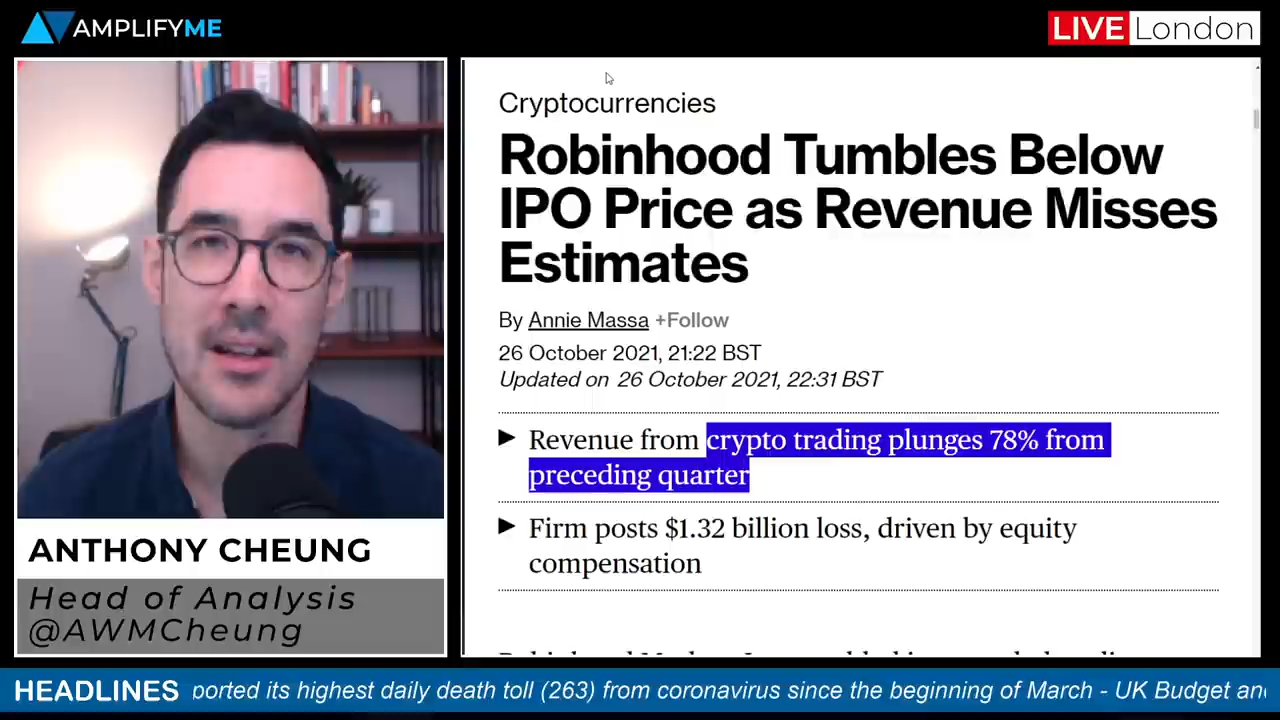 AMPLIFYME
LIVE London
Cryptocurrencies
Robinhood Tumbles Below
IPO Price as Revenue Misses
Estimates
By Annie Massa +Follow
26 October 2021, 21:22 BST
Updated on 26 October 2021, 22:31 BST
Revenue from crypto trading plunges 78% from
preceding quarter
Firm posts $1.32 billion loss, driven by equity
compensation
ANTHONY CHEUNG
Head of Analysis
@AWMCheung
HEADLINES ported its highest daily death toll (263) from coronavirus since the beginning of March - UK Budget an